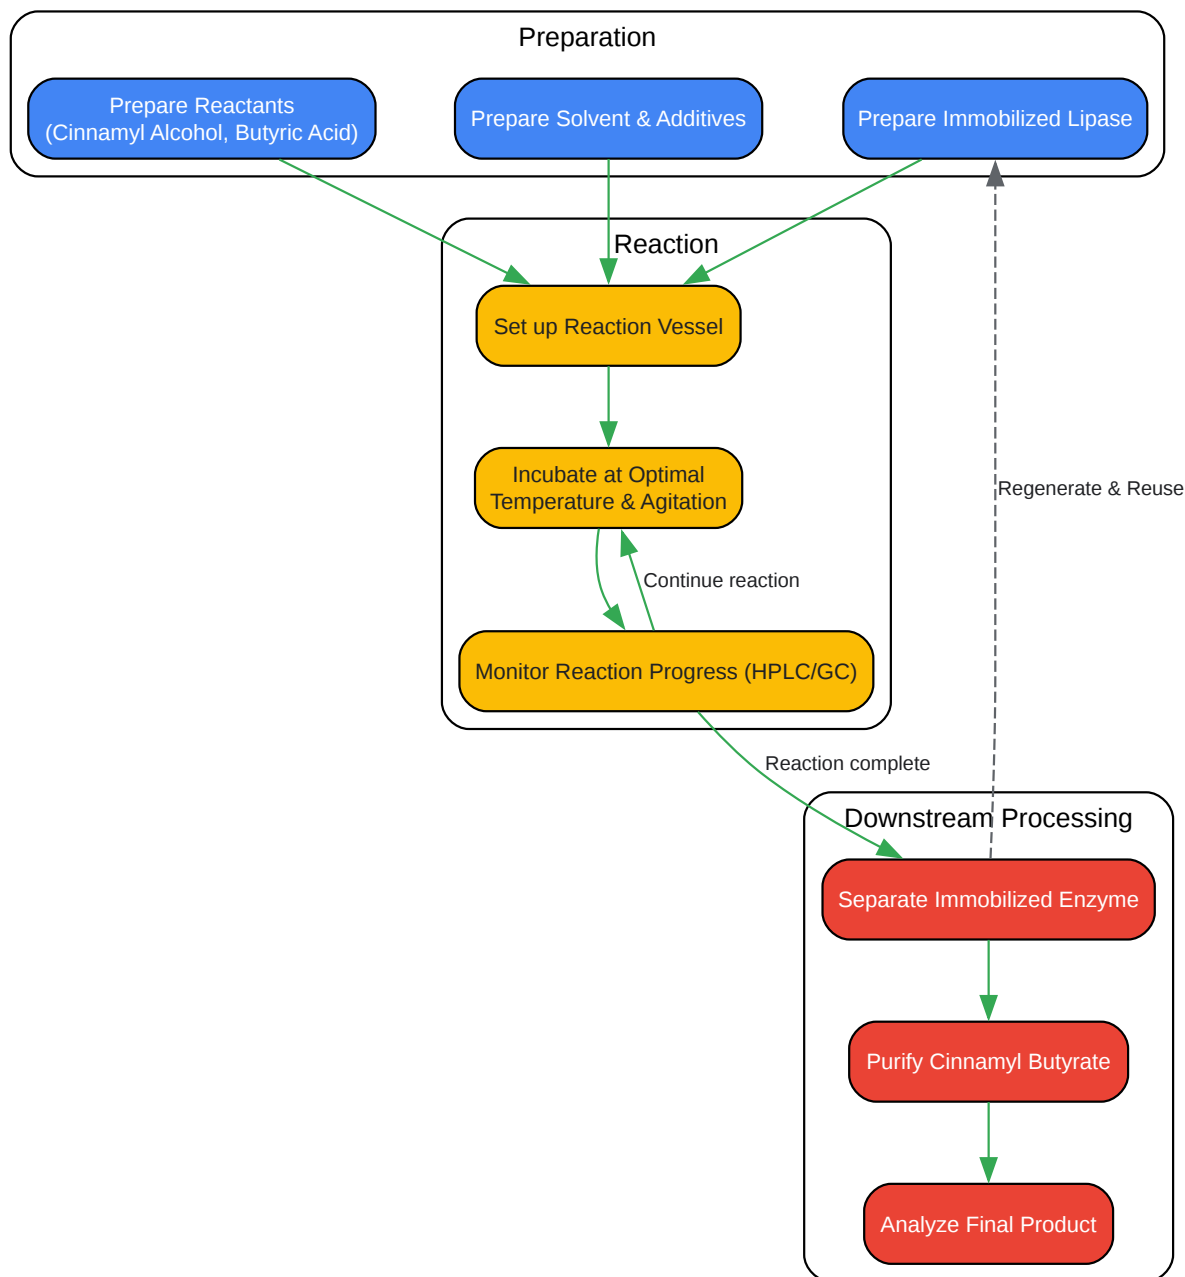 Preparation
Prepare Reactants
(Cinnamyl Alcohol, Butyric Acid)
Prepare Solvent & Additives
Prepare Immobilized Lipase
Reaction
Set up Reaction Vessel
Incubate at Optimal
Temperature & Agitation
Regenerate & Reuse
Continue reaction
Monitor Reaction Progress (HPLC/GC)
Reaction complete
Downstream Processing
Separate Immobilized Enzyme
Purify Cinnamyl Butyrate
Analyze Final Product